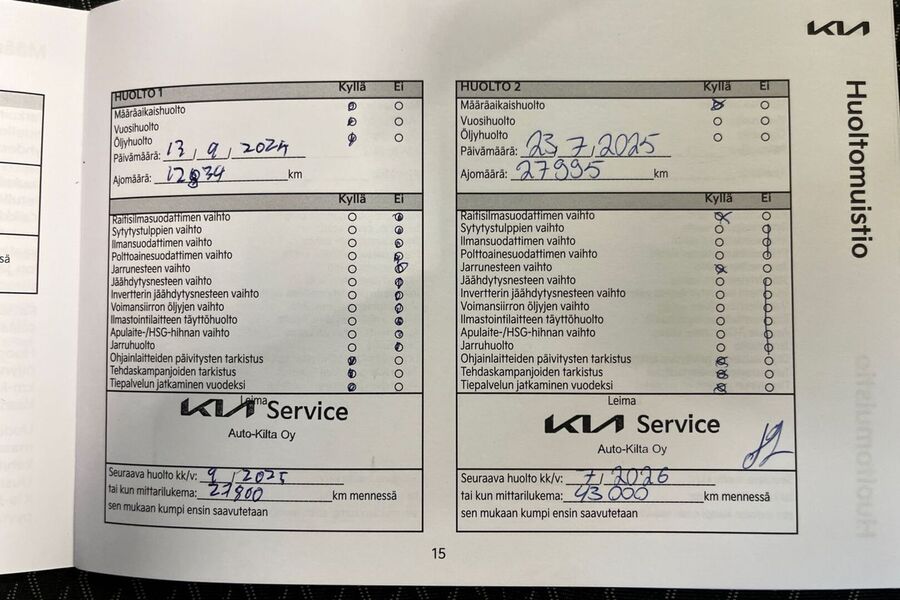 KIA
Huoltomuistio
HUOLTO 1 Kyllä Ei
Määräaikaishuolto
Vuosihuolto
Öljyhuolto
Päivämäärä: 13 / 9 / 2024
Ajomäärä: km
Kyllä Ei
Raitisilmasuodattimen vaihto
Sytytystulppien vaihto
Ilmansuodattimen vaihto
Polttoainesuodattimen vaihto
Jarrunesteen vaihto
Jäähdytysnesteen vaihto
Invertterin jäähdytysnesteen vaihto
Voimansiirron öljyjen vaihto
Ilmastointilaitteen täyttöhuolto
Apulaite-/HSG-hihnan vaihto
Jarruhuolto
Ohjainlaitteiden päivitysten tarkistus
Tehdaskampanjoiden tarkistus
Tiepalvelun jatkaminen vuodeksi
Leima
KIA Service
Auto-Kilta Oy
Seuraava huolto kk/v: 9 / 2025
tai kun mittarilukema: km mennessä
sen mukaan kumpi ensin saavutetaan
HUOLTO 2 Kyllä Ei
Määräaikaishuolto
Vuosihuolto
Öljyhuolto
Päivämäärä: 23 / 7 / 2025
Ajomäärä: 27995 km
Kyllä Ei
Raitisilmasuodattimen vaihto
Sytytystulppien vaihto
Ilmansuodattimen vaihto
Polttoainesuodattimen vaihto
Jarrunesteen vaihto
Jäähdytysnesteen vaihto
Invertterin jäähdytysnesteen vaihto
Voimansiirron öljyjen vaihto
Ilmastointilaitteen täyttöhuolto
Apulaite-/HSG-hihnan vaihto
Jarruhuolto
Ohjainlaitteiden päivitysten tarkistus
Tehdaskampanjoiden tarkistus
Tiepalvelun jatkaminen vuodeksi
Leima
KIA Service
Auto-Kilta Oy
Seuraava huolto kk/v: 7 / 2026
tai kun mittarilukema: 43 000 km mennessä
sen mukaan kumpi ensin saavutetaan
15